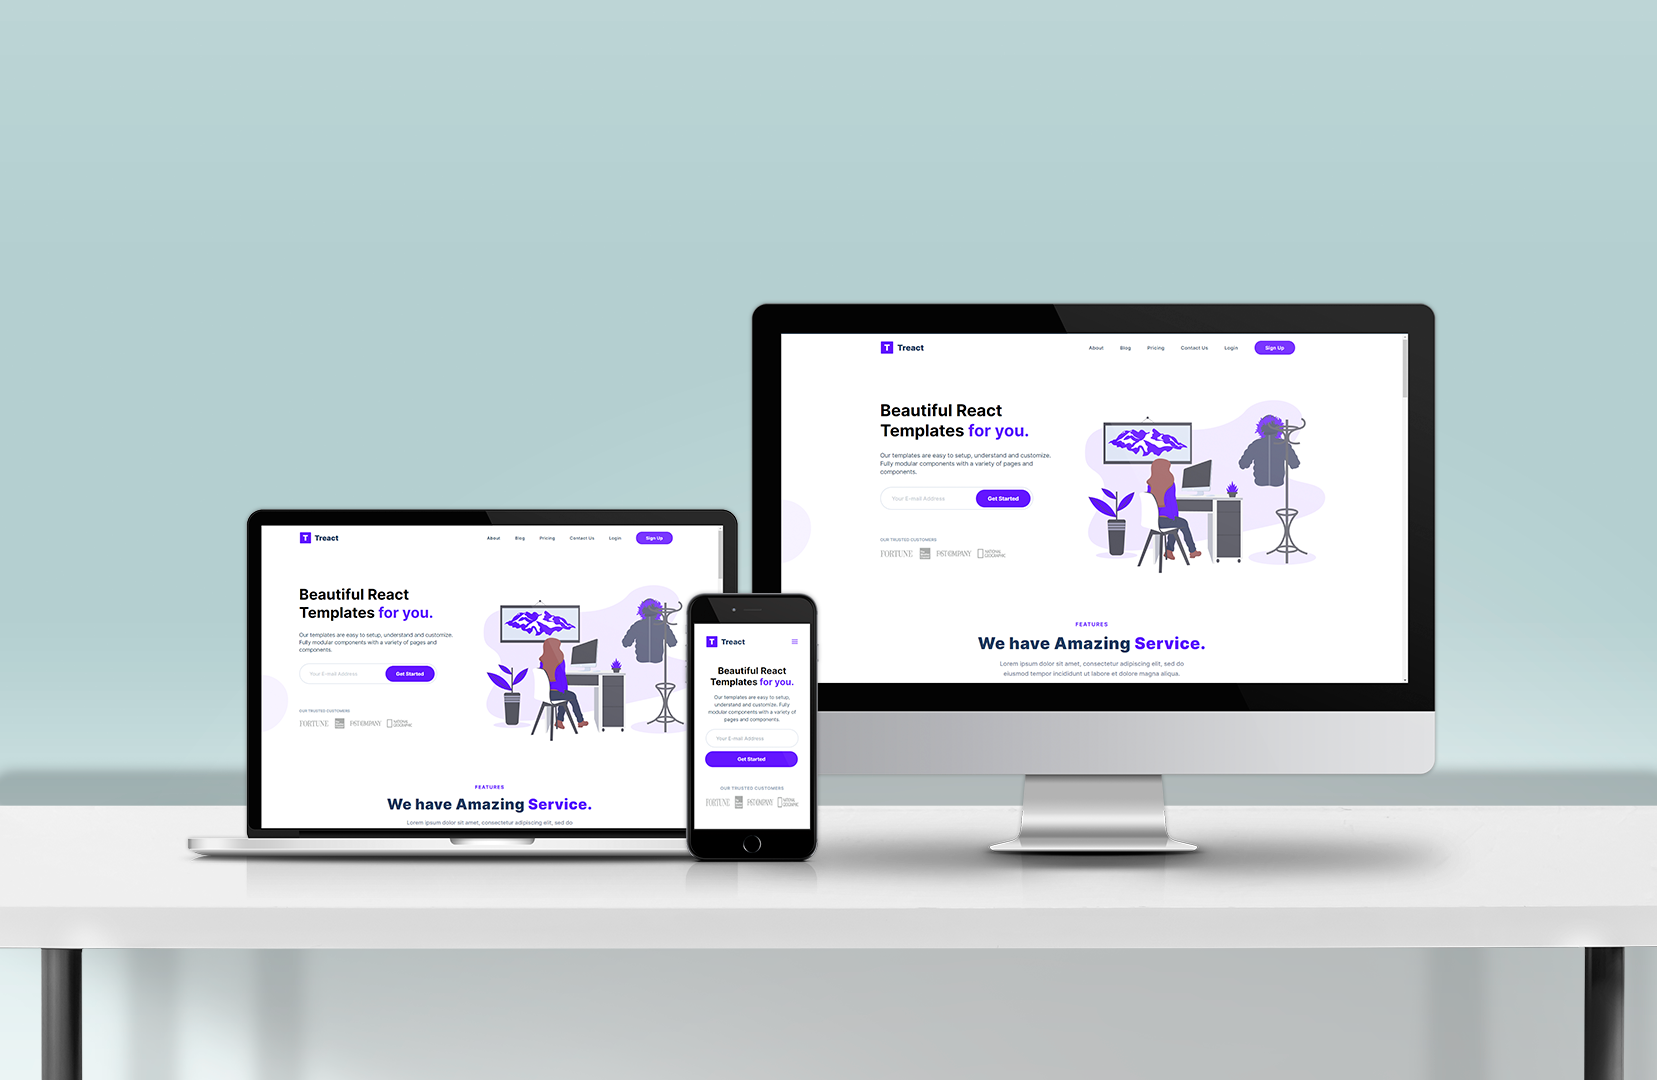 Treact
About Blog Pricing Contact Us Login Sign Up
Beautiful React
Templates for you.
Our templates are easy to setup, understand and customize.
Fully modular components with a variety of pages and
components.
Your E-mail Address Get Started
OUR TRUSTED CUSTOMERS
FORTUNE FAST COMPANY NATIONAL GEOGRAPHIC
FEATURES
We have Amazing Service.
Lorem ipsum dolor sit amet, consectetur adipiscing elit, sed do
eiusmod tempor incididunt ut labore et dolore magna aliqua.
Treact
About Blog Pricing Contact Us Login Sign Up
Beautiful React
Templates for you.
Our templates are easy to setup, understand and customize.
Fully modular components with a variety of pages and
components.
Your E-mail Address Get Started
OUR TRUSTED CUSTOMERS
FORTUNE FAST COMPANY NATIONAL GEOGRAPHIC
FEATURES
We have Amazing Service.
Lorem ipsum dolor sit amet, consectetur adipiscing elit, sed do
Treact
Beautiful React
Templates for you.
Our templates are easy to setup,
understand and customize. Fully
modular components with a variety of
pages and components.
Your E-mail Address
Get Started
OUR TRUSTED CUSTOMERS
FORTUNE FAST COMPANY NATIONAL GEOGRAPHIC